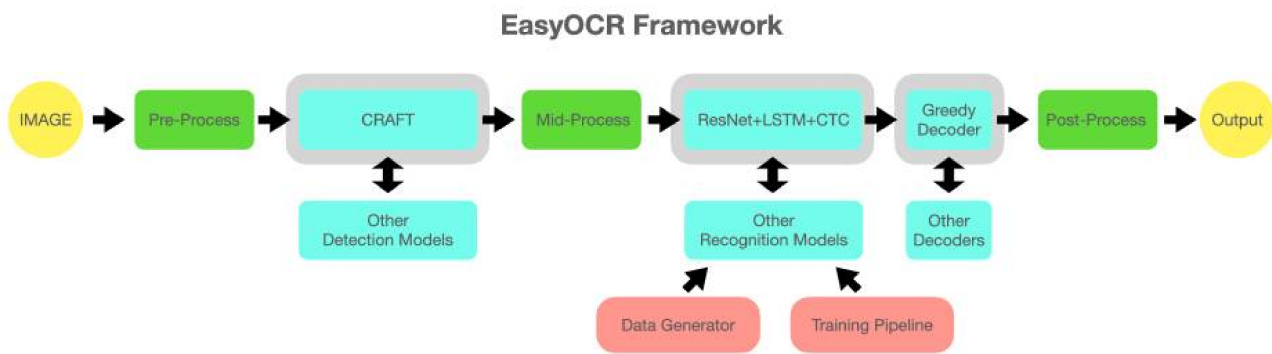 EasyOCR Framework
IMAGE
Pre-Process
CRAFT
Mid-Process
ResNet+LSTM+CTC
Greedy
Decoder
Post-Process
Output
Other
Detection Models
Other
Recognition Models
Other
Decoders
Data Generator
Training Pipeline